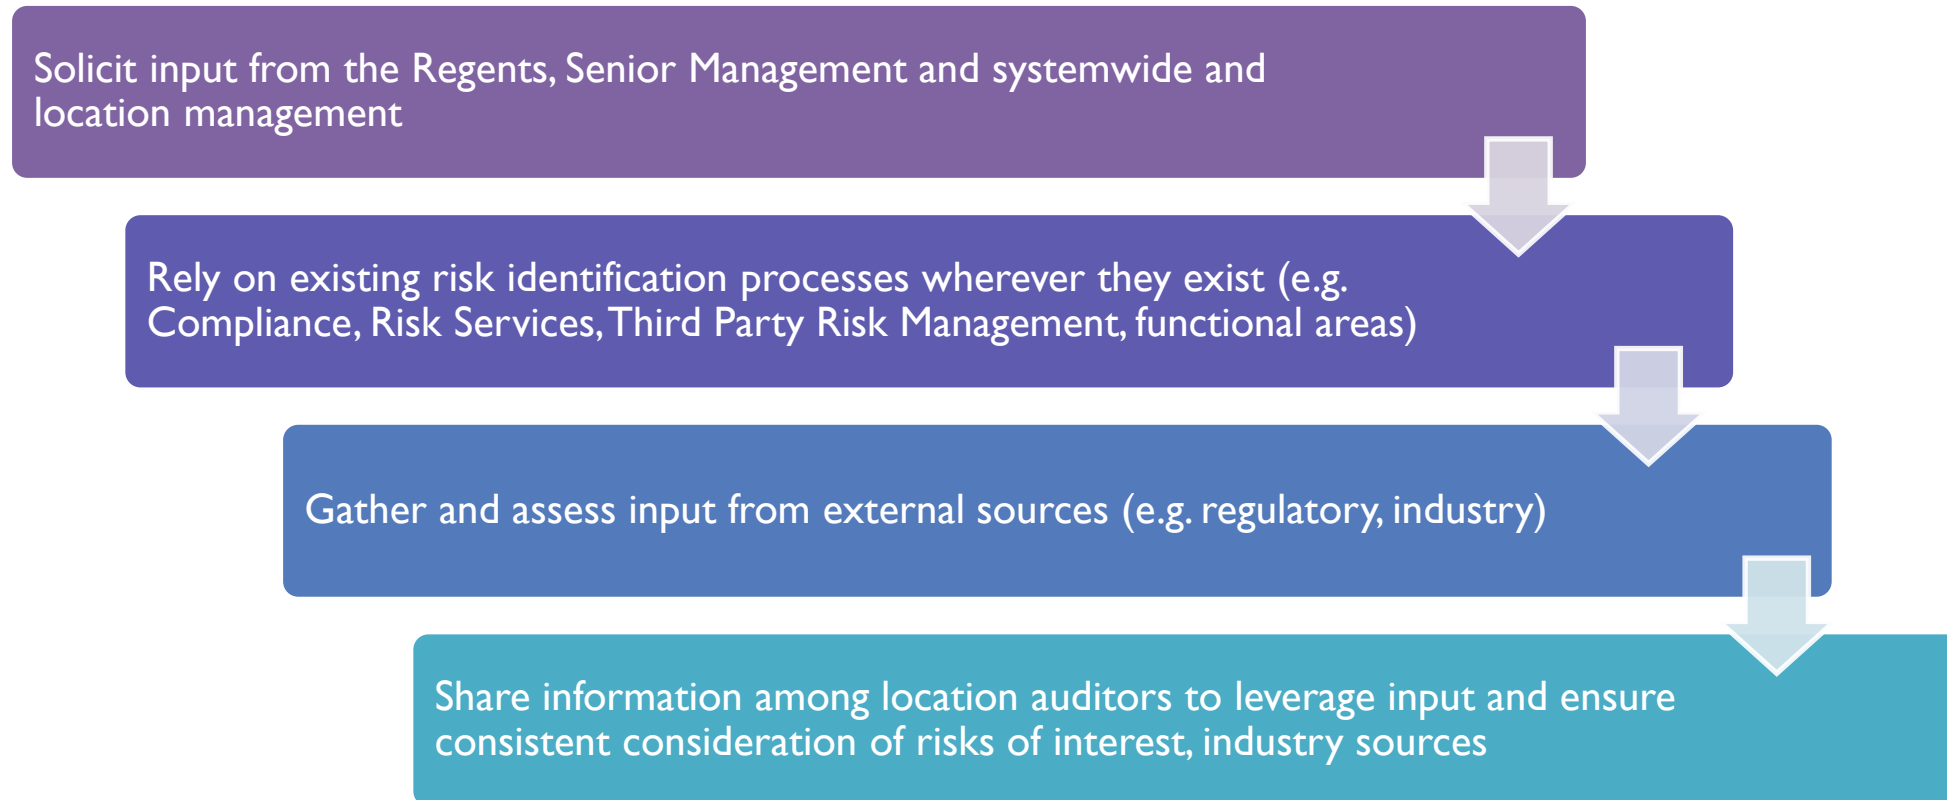 Solicit input from the Regents, Senior Management and systemwide and
location management
Rely on existing risk identification processes wherever they exist (e.g.
Compliance, Risk Services, Third Party Risk Management, functional areas)
Gather and assess input from external sources (e.g. regulatory, industry)
Share information among location auditors to leverage input and ensure
consistent consideration of risks of interest, industry sources